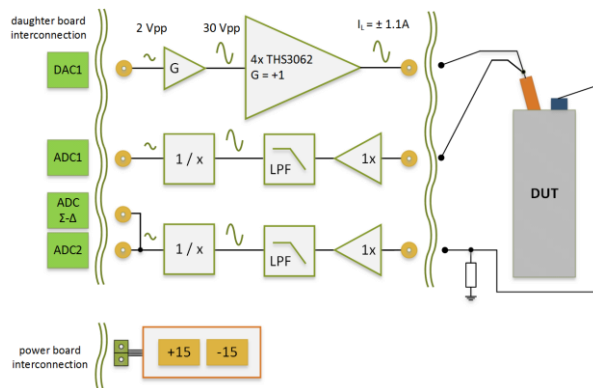 daughter board
interconnection
2 Vpp
30 Vpp
I_L = ± 1.1A
DAC1
G
4x THS3062
G = +1
ADC1
1 / x
LPF
1x
ADC
Σ-Δ
ADC2
1 / x
LPF
1x
DUT
power board
interconnection
+15
-15